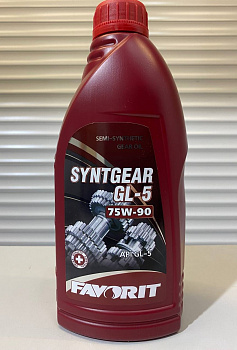 SEMI-SYNTHETIC
GEAR OIL
SYNTGEAR
GL-5
75W-90
API GL-5
FAVORIT